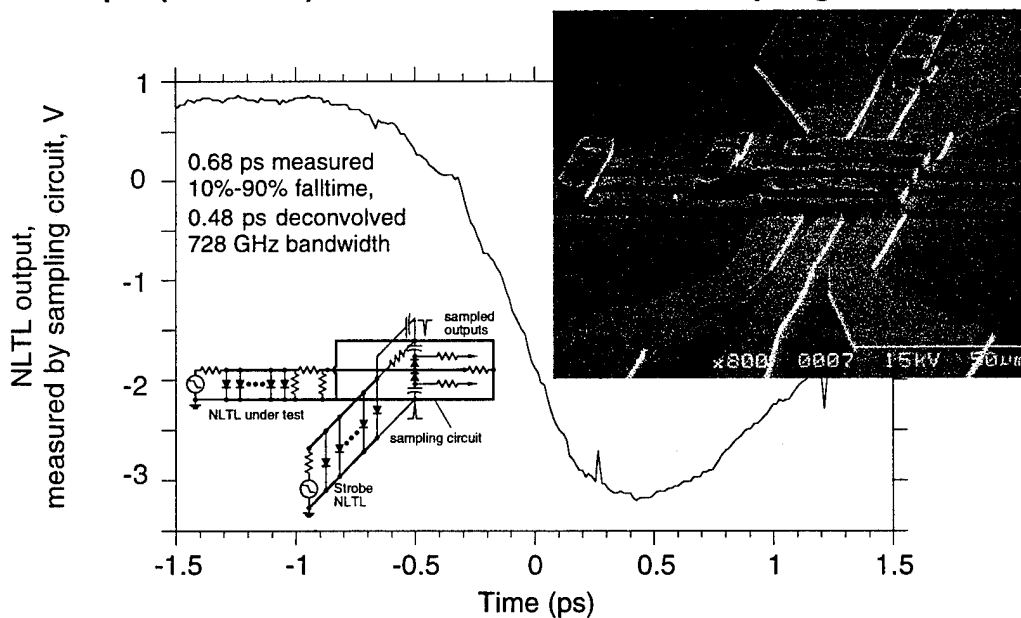 NLTL output,
measured by sampling circuit, V
1
0
-1
-2
-3
0.68 ps measured
10%-90% falltime,
0.48 ps deconvolved
728 GHz bandwidth
sampled
outputs
NLTL under test
sampling circuit
Strobe
NLTL
×800 0007 15kV 50µm
-1.5 -1 -0.5 0 0.5 1 1.5
Time (ps)